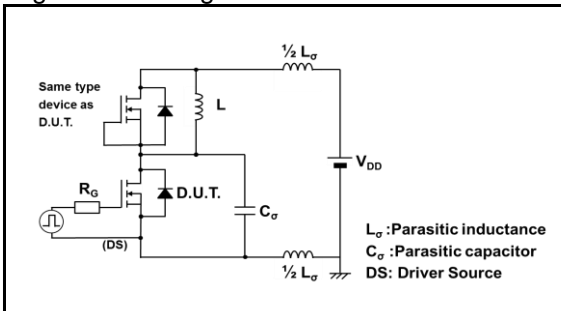 ½ Lσ
Same type
device as
D.U.T.
L
VDD
RG
D.U.T.
Cσ
(DS)
½ Lσ
Lσ :Parasitic inductance
Cσ :Parasitic capacitor
DS: Driver Source